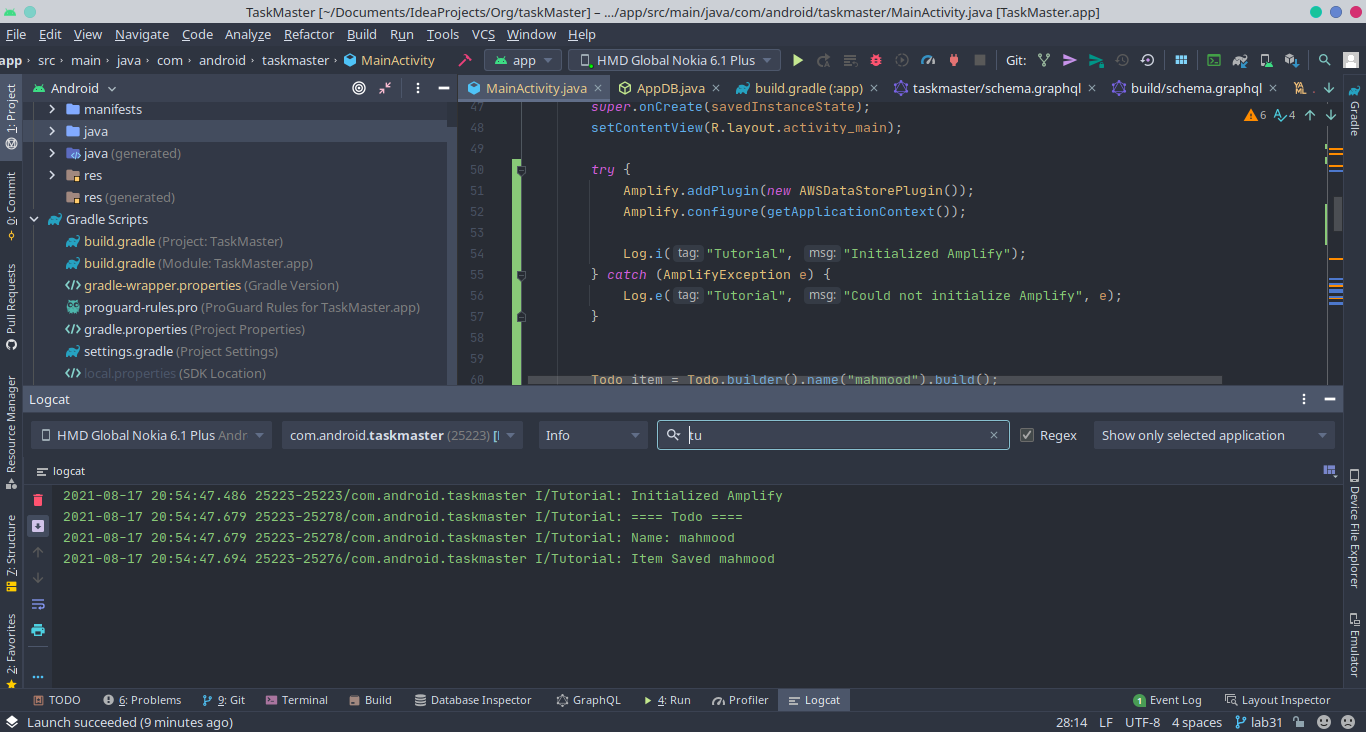 TaskMaster [~/Documents/IdeaProjects/Org/taskMaster] – .../app/src/main/java/com/android/taskmaster/MainActivity.java [TaskMaster.app]
File Edit View Navigate Code Analyze Refactor Build Run Tools VCS Window Help
app › src › main › java › com › android › taskmaster › MainActivity app HMD Global Nokia 6.1 Plus Git:
1: Project
0: Commit
Pull Requests
Resource Manager
7: Structure
2: Favorites
Android
manifests
java
java (generated)
res
res (generated)
Gradle Scripts
build.gradle (Project: TaskMaster)
build.gradle (Module: TaskMaster.app)
gradle-wrapper.properties (Gradle Version)
proguard-rules.pro (ProGuard Rules for TaskMaster.app)
gradle.properties (Project Properties)
settings.gradle (Project Settings)
local.properties (SDK Location)
MainActivity.java AppDB.java build.gradle (:app) taskmaster/schema.graphql build/schema.graphql
6 4
47 super.onCreate(savedInstanceState);
48 setContentView(R.layout.activity_main);
49
50 try {
51 Amplify.addPlugin(new AWSDataStorePlugin());
52 Amplify.configure(getApplicationContext());
53
54 Log.i( tag: "Tutorial", msg: "Initialized Amplify");
55 } catch (AmplifyException e) {
56 Log.e( tag: "Tutorial", msg: "Could not initialize Amplify", e);
57 }
58
59
60 Todo item = Todo.builder().name("mahmood").build();
Gradle
Device File Explorer
Emulator
Logcat
HMD Global Nokia 6.1 Plus Andr com.android.taskmaster (25223) [ Info tu Regex Show only selected application
logcat
2021-08-17 20:54:47.486 25223-25223/com.android.taskmaster I/Tutorial: Initialized Amplify
2021-08-17 20:54:47.679 25223-25278/com.android.taskmaster I/Tutorial: ==== Todo ====
2021-08-17 20:54:47.679 25223-25278/com.android.taskmaster I/Tutorial: Name: mahmood
2021-08-17 20:54:47.694 25223-25276/com.android.taskmaster I/Tutorial: Item Saved mahmood
TODO 6: Problems 9: Git Terminal Build Database Inspector GraphQL 4: Run Profiler Logcat 1 Event Log Layout Inspector
Launch succeeded (9 minutes ago) 28:14 LF UTF-8 4 spaces lab31